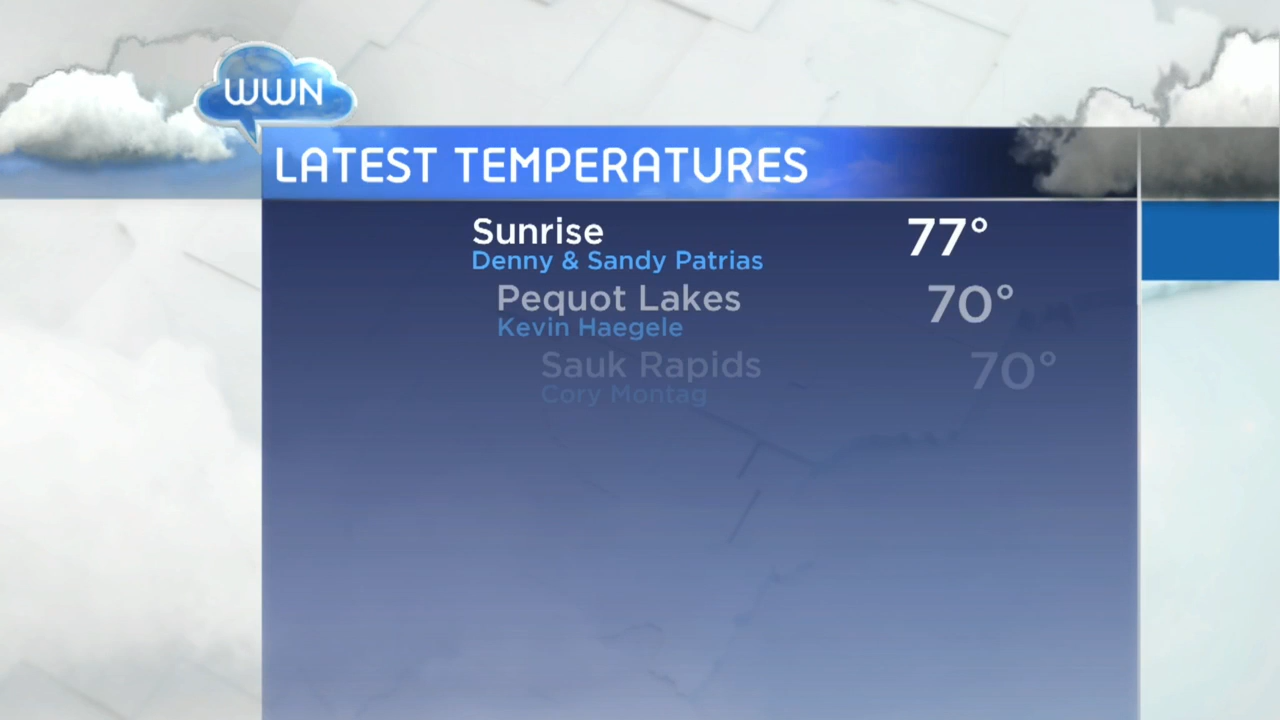 WWN
LATEST TEMPERATURES
Sunrise 77°
Denny & Sandy Patrias
Pequot Lakes 70°
Kevin Haegele
Sauk Rapids 70°
Cory Montag